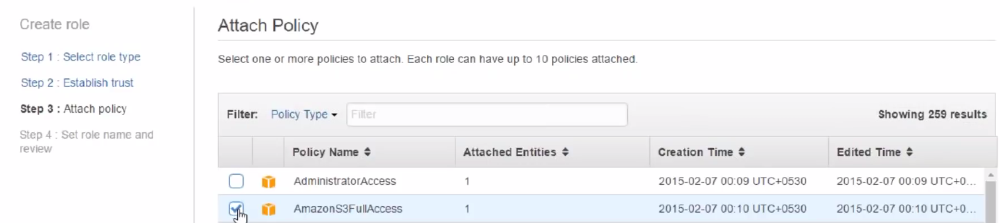 Create role
Step 1 : Select role type
Step 2 : Establish trust
Step 3 : Attach policy
Step 4 : Set role name and
review
Attach Policy
Select one or more policies to attach. Each role can have up to 10 policies attached.
Filter: Policy Type Filter Showing 259 results
Policy Name Attached Entities Creation Time Edited Time
AdministratorAccess 1 2015-02-07 00:09 UTC+0530 2015-02-07 00:09 UTC+0...
AmazonS3FullAccess 1 2015-02-07 00:10 UTC+0530 2015-02-07 00:10 UTC+0...